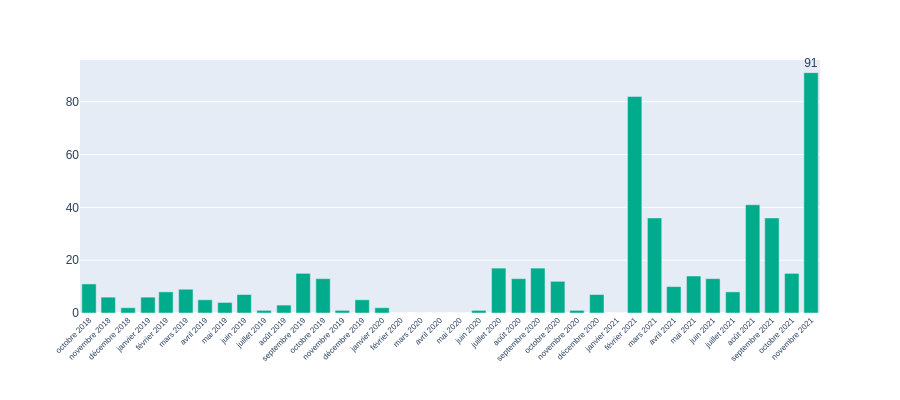 91
80
60
40
20
0
octobre 2018
novembre 2018
décembre 2018
janvier 2019
février 2019
mars 2019
avril 2019
mai 2019
juin 2019
juillet 2019
août 2019
septembre 2019
octobre 2019
novembre 2019
décembre 2019
janvier 2020
février 2020
mars 2020
avril 2020
mai 2020
juin 2020
juillet 2020
août 2020
septembre 2020
octobre 2020
novembre 2020
décembre 2020
janvier 2021
février 2021
mars 2021
avril 2021
mai 2021
juin 2021
juillet 2021
août 2021
septembre 2021
octobre 2021
novembre 2021